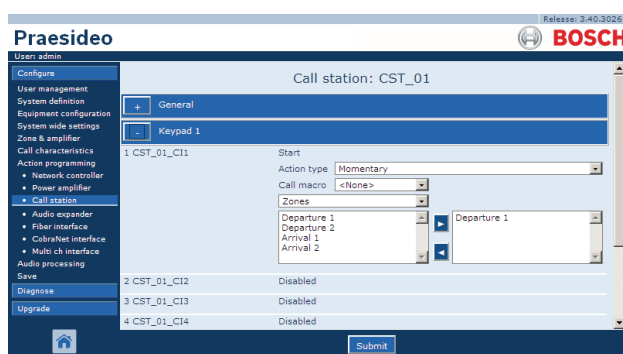 Release: 3.40.3026
Praesideo
BOSCH
User: admin
Configure
User management
System definition
Equipment configuration
System wide settings
Zone & amplifier
Call characteristics
Action programming
• Network controller
• Power amplifier
• Call station
• Audio expander
• Fiber interface
• CobraNet interface
• Multi ch interface
Audio processing
Save
Diagnose
Upgrade
Call station: CST_01
+ General
- Keypad 1
1 CST_01_CI1 Start
Action type Momentary
Call macro <None>
Zones
Departure 1 Departure 1
Departure 2
Arrival 1
Arrival 2
2 CST_01_CI2 Disabled
3 CST_01_CI3 Disabled
4 CST_01_CI4 Disabled
Submit